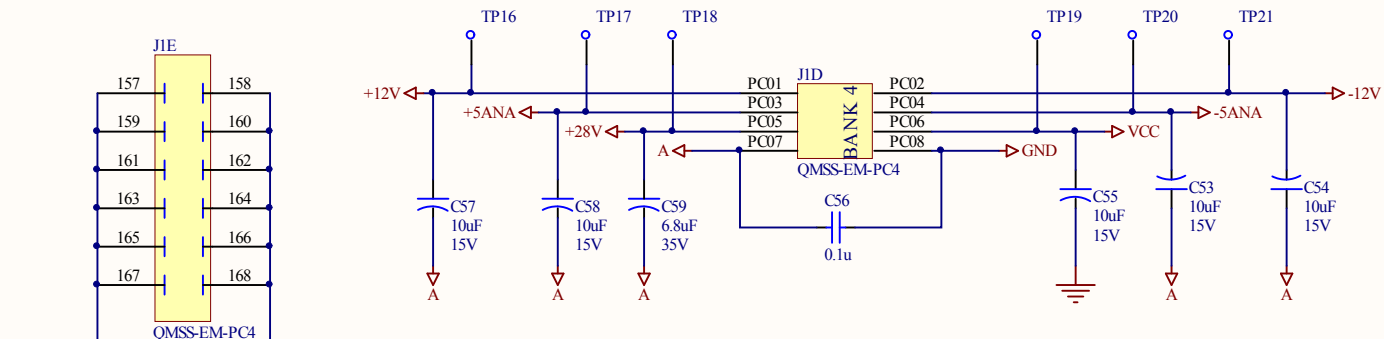 TP16
TP17
TP18
TP19
TP20
TP21
J1E
157
158
159
160
161
162
163
164
165
166
167
168
QMSS-EM-PC4
J1D
+12V
PC01
PC02
-12V
+5ANA
PC03
PC04
-5ANA
+28V
PC05
PC06
VCC
A
PC07
PC08
GND
BANK 4
QMSS-EM-PC4
C57
10uF
15V
A
C58
10uF
15V
A
C59
6.8uF
35V
A
C56
0.1u
C55
10uF
15V
C53
10uF
15V
A
C54
10uF
15V
A